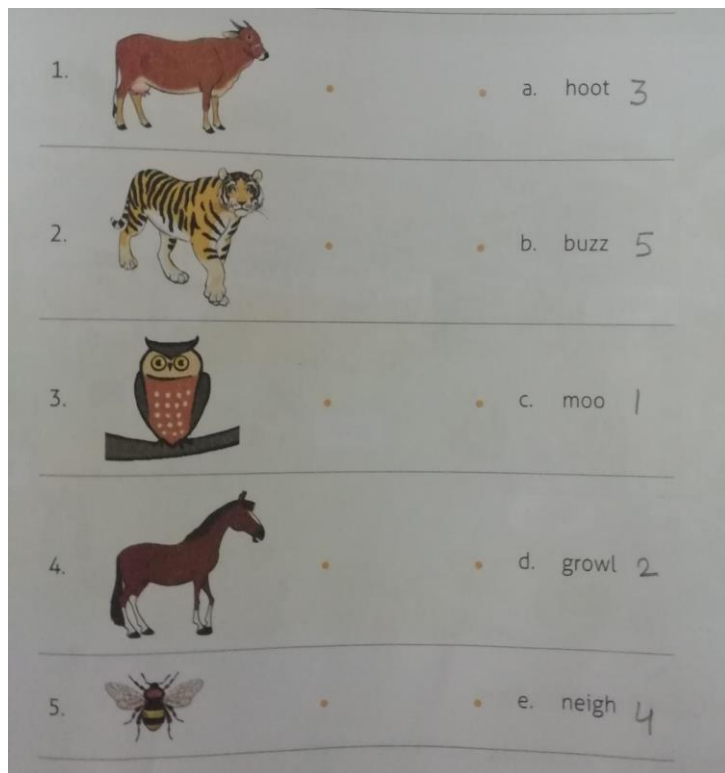 1. a. hoot 3
2. b. buzz 5
3. c. moo 1
4. d. growl 2
5. e. neigh 4